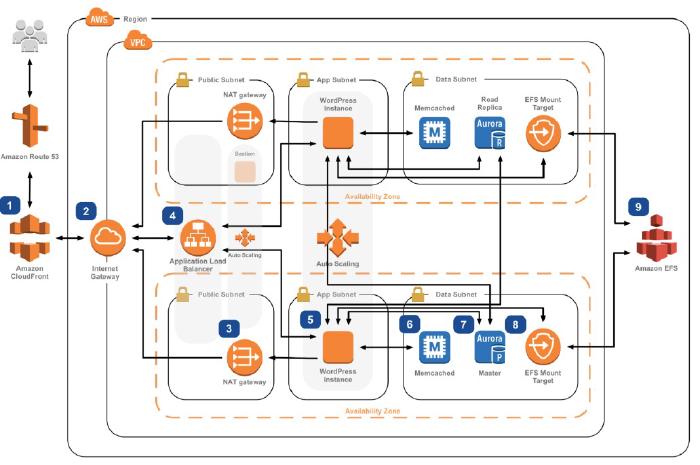 AWS
Region
VPC
Public Subnet
App Subnet
Data Subnet
NAT gateway
WordPress
Instance
Memcached
Read
Replica
Aurora
R
EFS Mount
Target
M
Bastion
Availability Zone
Amazon Route 53
1
2
4
9
Amazon
CloudFront
Internet
Gateway
Application Load
Balancer
Auto Scaling
Auto Scaling
Amazon EFS
Public Subnet
App Subnet
Data Subnet
3
5
6
7
8
M
Aurora
P
NAT gateway
WordPress
Instance
Memcached
Master
EFS Mount
Target
Availability Zone